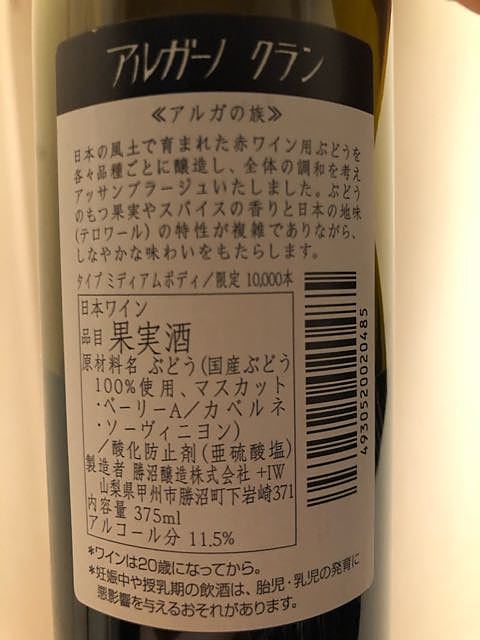 アルガーノ クラン
≪アルガの族≫
日本の風土で育まれた赤ワイン用ぶどうを
各々品種ごとに醸造し、全体の調和を考え
アッサンブラージュいたしました。ぶどう
のもつ果実やスパイスの香りと日本の地味
(テロワール)の特性が複雑でありながら、
しなやかな味わいをもたらします。
タイプ ミディアムボディ/限定 10,000本
日本ワイン
品目 果実酒
原材料名 ぶどう(国産ぶどう
100%使用、マスカット
・ベーリーA/カベルネ
・ソーヴィニヨン)
/酸化防止剤(亜硫酸塩)
製造者 勝沼醸造株式会社 +IW
山梨県甲州市勝沼町下岩崎371
内容量 375ml
アルコール分 11.5%
4930520020485
*ワインは20歳になってから。
*妊娠中や授乳期の飲酒は、胎児・乳児の発育に
悪影響を与えるおそれがあります。